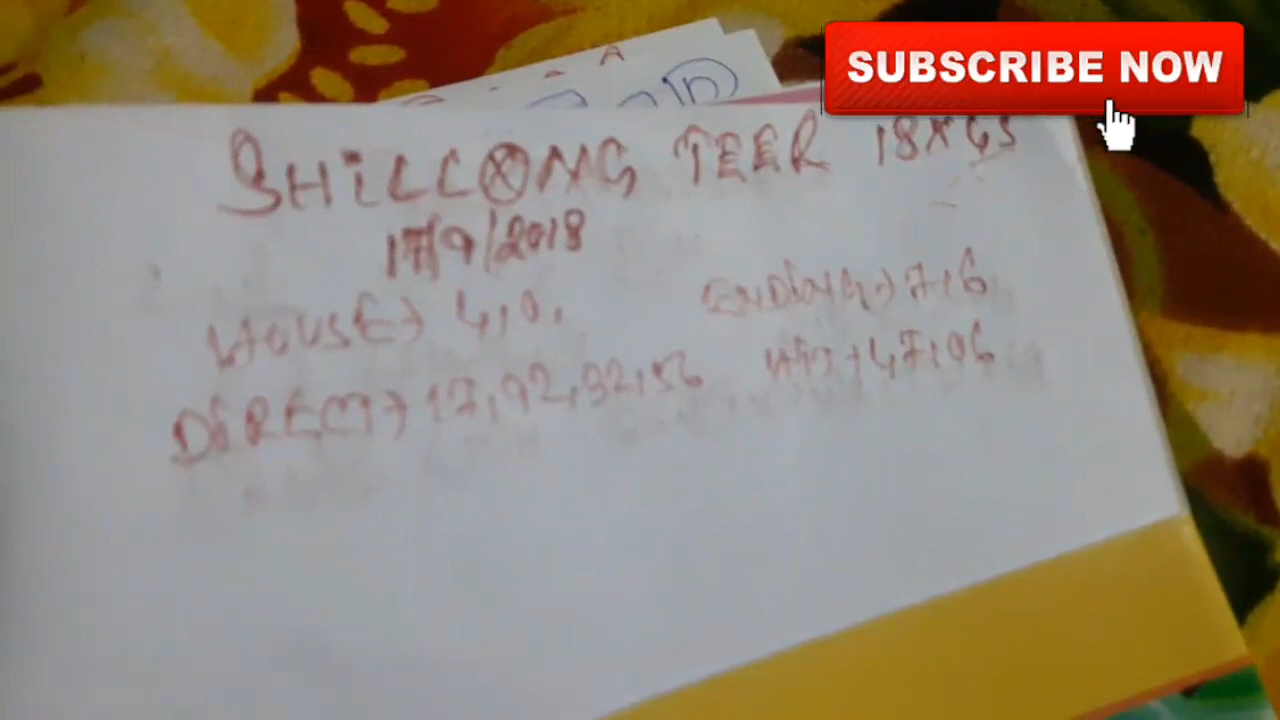 SUBSCRIBE NOW
A
SHiLLONG TEER 18X45
17/9/2018
HOUSE→ 4,0, ENDiNG→ 7,6
DiRECT→ 17,92,32,56 → 47,06